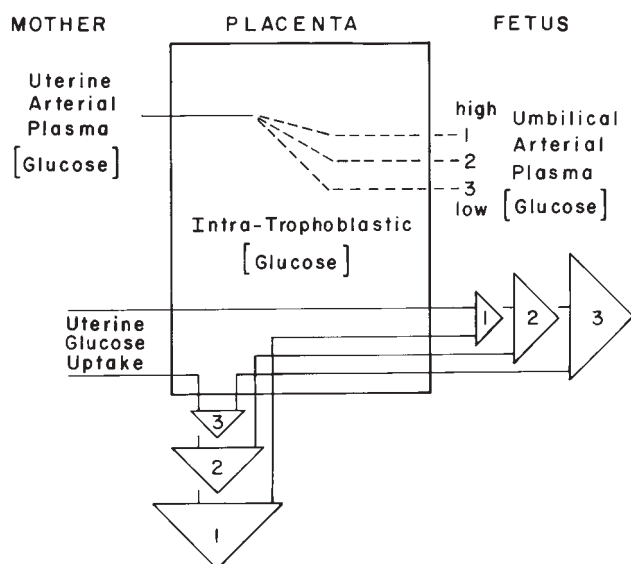 MOTHER PLACENTA FETUS
Uterine
Arterial
Plasma
[Glucose]
high
1
2
3
low
Umbilical
Arterial
Plasma
[Glucose]
Intra-Trophoblastic
[Glucose]
Uterine
Glucose
Uptake
1 2 3
3
2
1